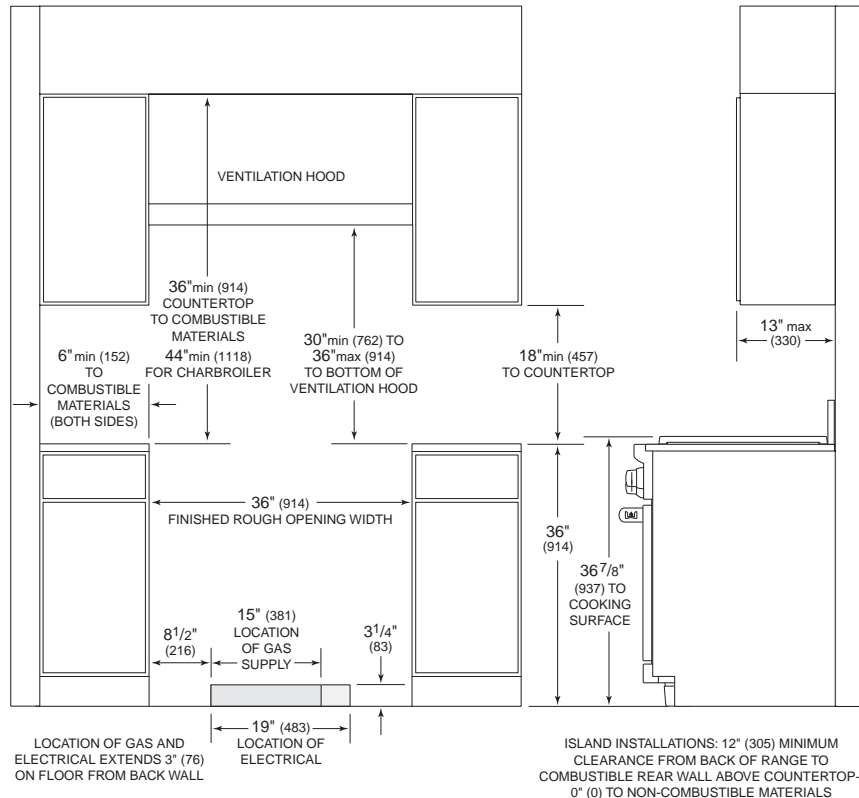 VENTILATION HOOD
36" min (914)
COUNTERTOP
TO COMBUSTIBLE
MATERIALS
44" min (1118)
FOR CHARBROILER
30" min (762) TO
36" max (914)
TO BOTTOM OF
VENTILATION HOOD
6" min (152)
TO
COMBUSTIBLE
MATERIALS
(BOTH SIDES)
18" min (457)
TO COUNTERTOP
13" max
(330)
36" (914)
FINISHED ROUGH OPENING WIDTH
36"
(914)
36 7/8"
(937) TO
COOKING
SURFACE
8 1/2"
(216)
15" (381)
LOCATION
OF GAS
SUPPLY
3 1/4"
(83)
19" (483)
LOCATION OF
ELECTRICAL
LOCATION OF GAS AND
ELECTRICAL EXTENDS 3" (76)
ON FLOOR FROM BACK WALL
ISLAND INSTALLATIONS: 12" (305) MINIMUM
CLEARANCE FROM BACK OF RANGE TO
COMBUSTIBLE REAR WALL ABOVE COUNTERTOP-
0" (0) TO NON-COMBUSTIBLE MATERIALS